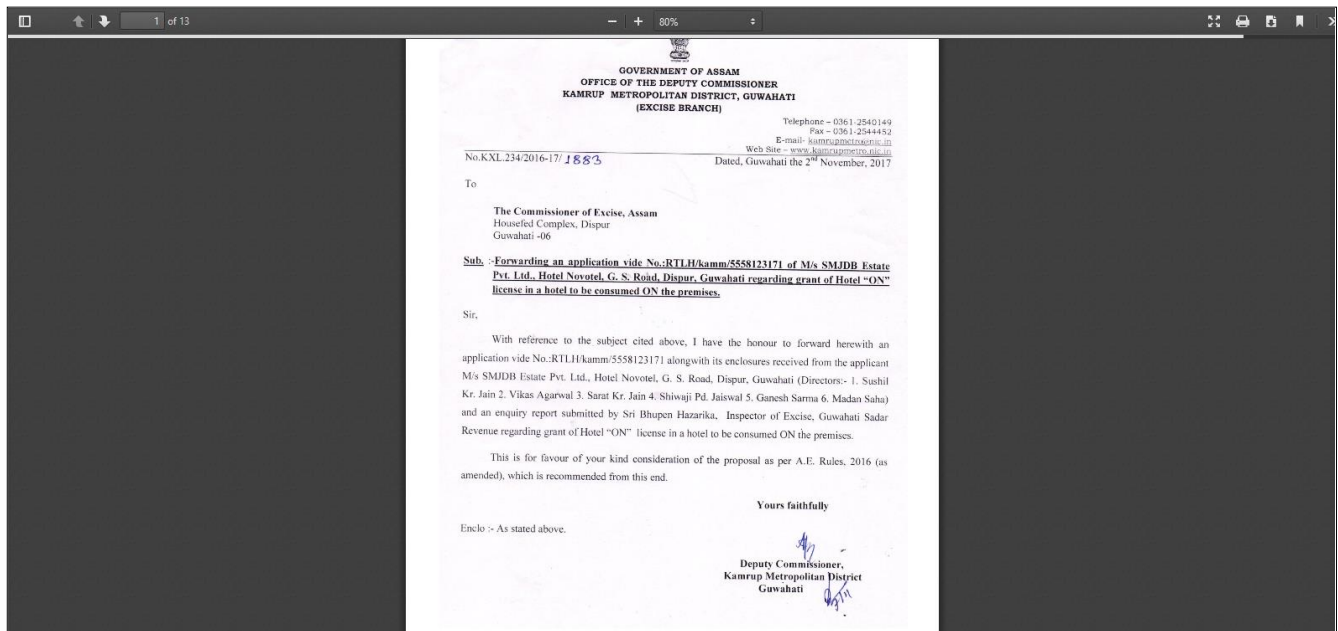 1 of 13
80%
GOVERNMENT OF ASSAM
OFFICE OF THE DEPUTY COMMISSIONER
KAMRUP METROPOLITAN DISTRICT, GUWAHATI
(EXCISE BRANCH)
Telephone – 0361-2540149
Fax – 0361-2544452
E-mail- kamrupmetro@nic.in
Web Site – www.kamrupmetro.nic.in
No.KXL.234/2016-17/ 1883 Dated, Guwahati the 2nd November, 2017
To
The Commissioner of Excise, Assam
Housefed Complex, Dispur
Guwahati -06
Sub. :-Forwarding an application vide No.:RTLH/kamm/5558123171 of M/s SMJDB Estate
Pvt. Ltd., Hotel Novotel, G. S. Road, Dispur, Guwahati regarding grant of Hotel “ON”
license in a hotel to be consumed ON the premises.
Sir,
With reference to the subject cited above, I have the honour to forward herewith an
application vide No.:RTLH/kamm/5558123171 alongwith its enclosures received from the applicant
M/s SMJDB Estate Pvt. Ltd., Hotel Novotel, G. S. Road, Dispur, Guwahati (Directors:- 1. Sushil
Kr. Jain 2. Vikas Agarwal 3. Sarat Kr. Jain 4. Shiwaji Pd. Jaiswal 5. Ganesh Sarma 6. Madan Saha)
and an enquiry report submitted by Sri Bhupen Hazarika, Inspector of Excise, Guwahati Sadar
Revenue regarding grant of Hotel “ON” license in a hotel to be consumed ON the premises.
This is for favour of your kind consideration of the proposal as per A.E. Rules, 2016 (as
amended), which is recommended from this end.
Yours faithfully
Enclo :- As stated above.
Deputy Commissioner,
Kamrup Metropolitan District
Guwahati